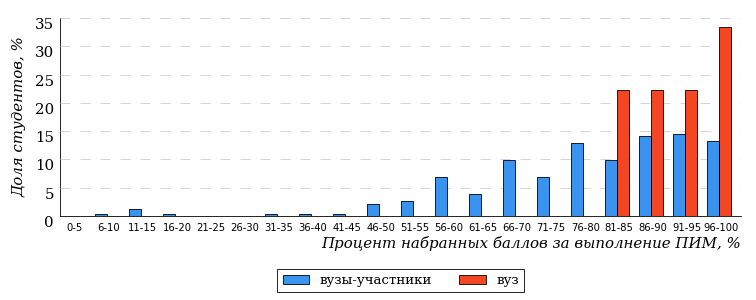 Доля студентов, %
35
30
25
20
15
10
5
0
0-5 6-10 11-15 16-20 21-25 26-30 31-35 36-40 41-45 46-50 51-55 56-60 61-65 66-70 71-75 76-80 81-85 86-90 91-95 96-100
Процент набранных баллов за выполнение ПИМ, %
вузы-участники вуз